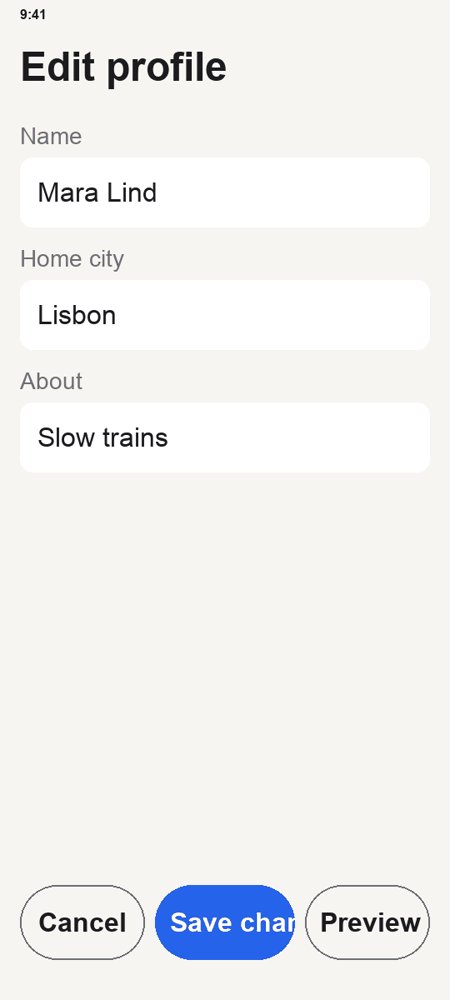 9:41
Edit profile
Name
Mara Lind
Home city
Lisbon
About
Slow trains
Cancel
Save char
Preview